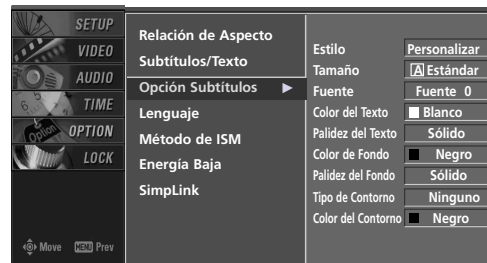 SETUP
VIDEO
AUDIO
TIME
OPTION
LOCK
Move MENU Prev
Relación de Aspecto
Subtítulos/Texto
Opción Subtítulos
Lenguaje
Método de ISM
Energía Baja
SimpLink
Estilo Personalizar
Tamaño A Estándar
Fuente Fuente 0
Color del Texto Blanco
Palidez del Texto Sólido
Color de Fondo Negro
Palidez del Fondo Sólido
Tipo de Contorno Ninguno
Color del Contorno Negro